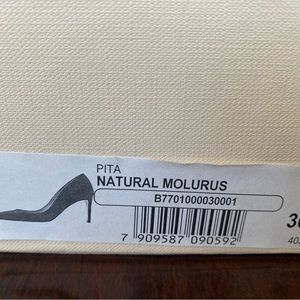 PITA
NATURAL MOLURUS
B7701000030001
7 909587 090592